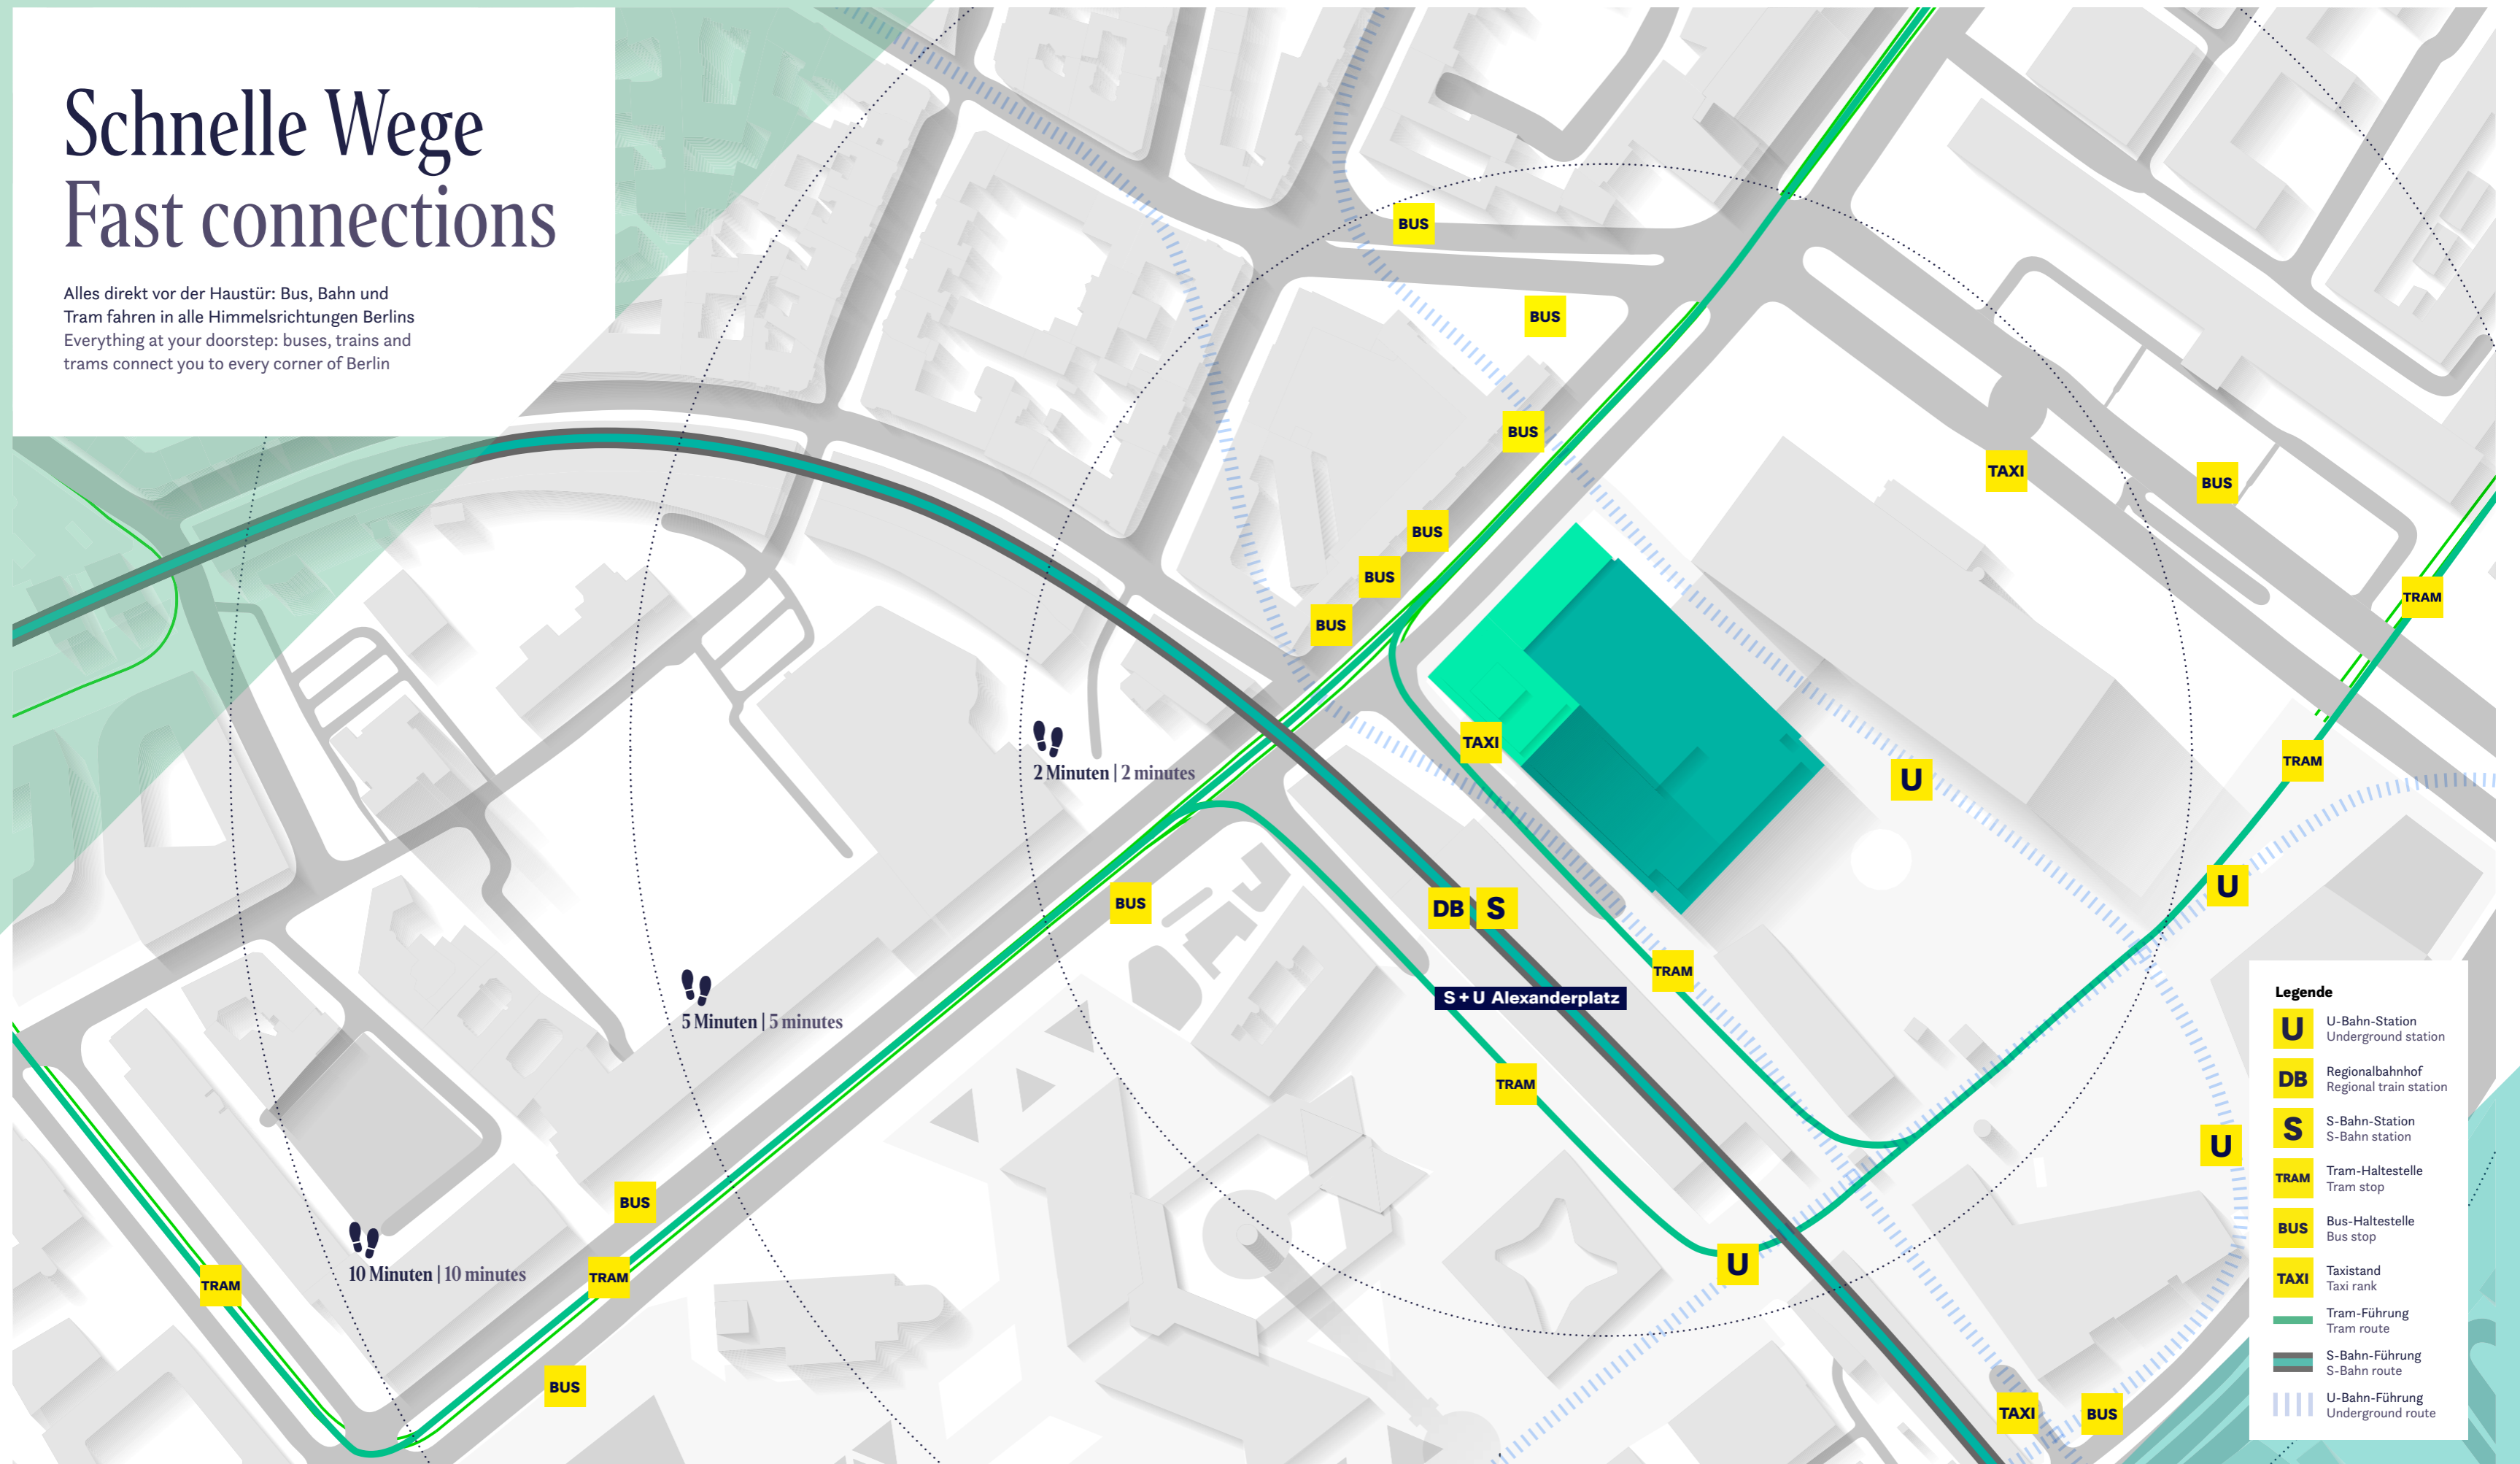 Schnelle Wege
Fast connections
Alles direkt vor der Haustür: Bus, Bahn und
Tram fahren in alle Himmelsrichtungen Berlins
Everything at your doorstep: buses, trains and
trams connect you to every corner of Berlin
BUS
BUS
BUS
TAXI
BUS
BUS
BUS
TRAM
BUS
TAXI
2 Minuten | 2 minutes
TRAM
U
U
BUS
DB
S
TRAM
S + U Alexanderplatz
5 Minuten | 5 minutes
TRAM
U
BUS
U
10 Minuten | 10 minutes
TRAM
TRAM
BUS
TAXI
BUS
Legende
U
U-Bahn-Station
Underground station
DB
Regionalbahnhof
Regional train station
S
S-Bahn-Station
S-Bahn station
TRAM
Tram-Haltestelle
Tram stop
BUS
Bus-Haltestelle
Bus stop
TAXI
Taxistand
Taxi rank
Tram-Führung
Tram route
S-Bahn-Führung
S-Bahn route
U-Bahn-Führung
Underground route